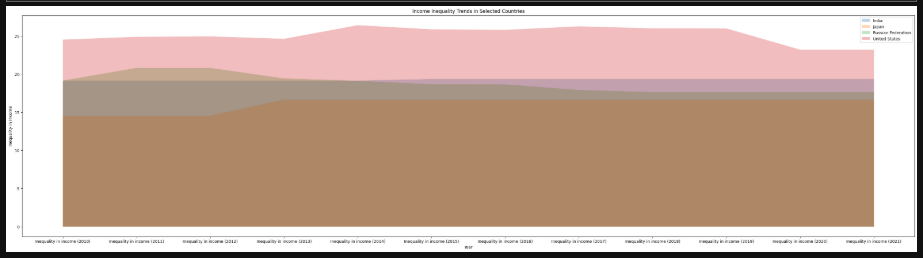 Income Inequality Trends in Selected Countries
India
Japan
Russian Federation
United States
Inequality in Income
25
20
15
10
5
0
Inequality in income (2010)
Inequality in income (2011)
Inequality in income (2012)
Inequality in income (2013)
Inequality in income (2014)
Inequality in income (2015)
Inequality in income (2016)
Inequality in income (2017)
Inequality in income (2018)
Inequality in income (2019)
Inequality in income (2020)
Inequality in income (2021)
Year